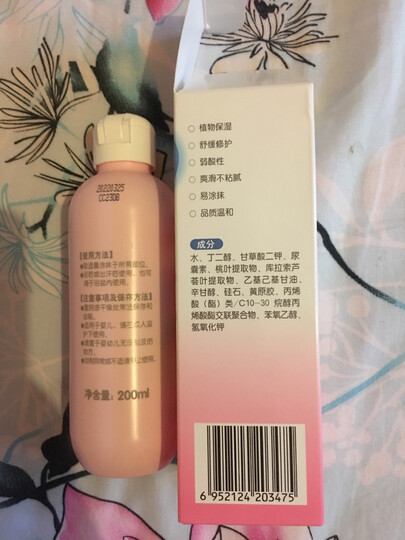 20220325
CC230B
【使用方法】
【注意事项及保存方法】
净含量：200ml
植物保湿
舒缓修护
弱酸性
爽滑不粘腻
易涂抹
品质温和
成分
水、丁二醇、甘草酸二钾、尿
囊素、桃叶提取物、库拉索芦
荟叶提取物、乙基己基甘油、
辛甘醇、硅石、黄原胶、丙烯
酸（酯）类/C10-30 烷醇丙
烯酸酯交联聚合物、苯氧乙醇、
氢氧化钾
6 952124 203475